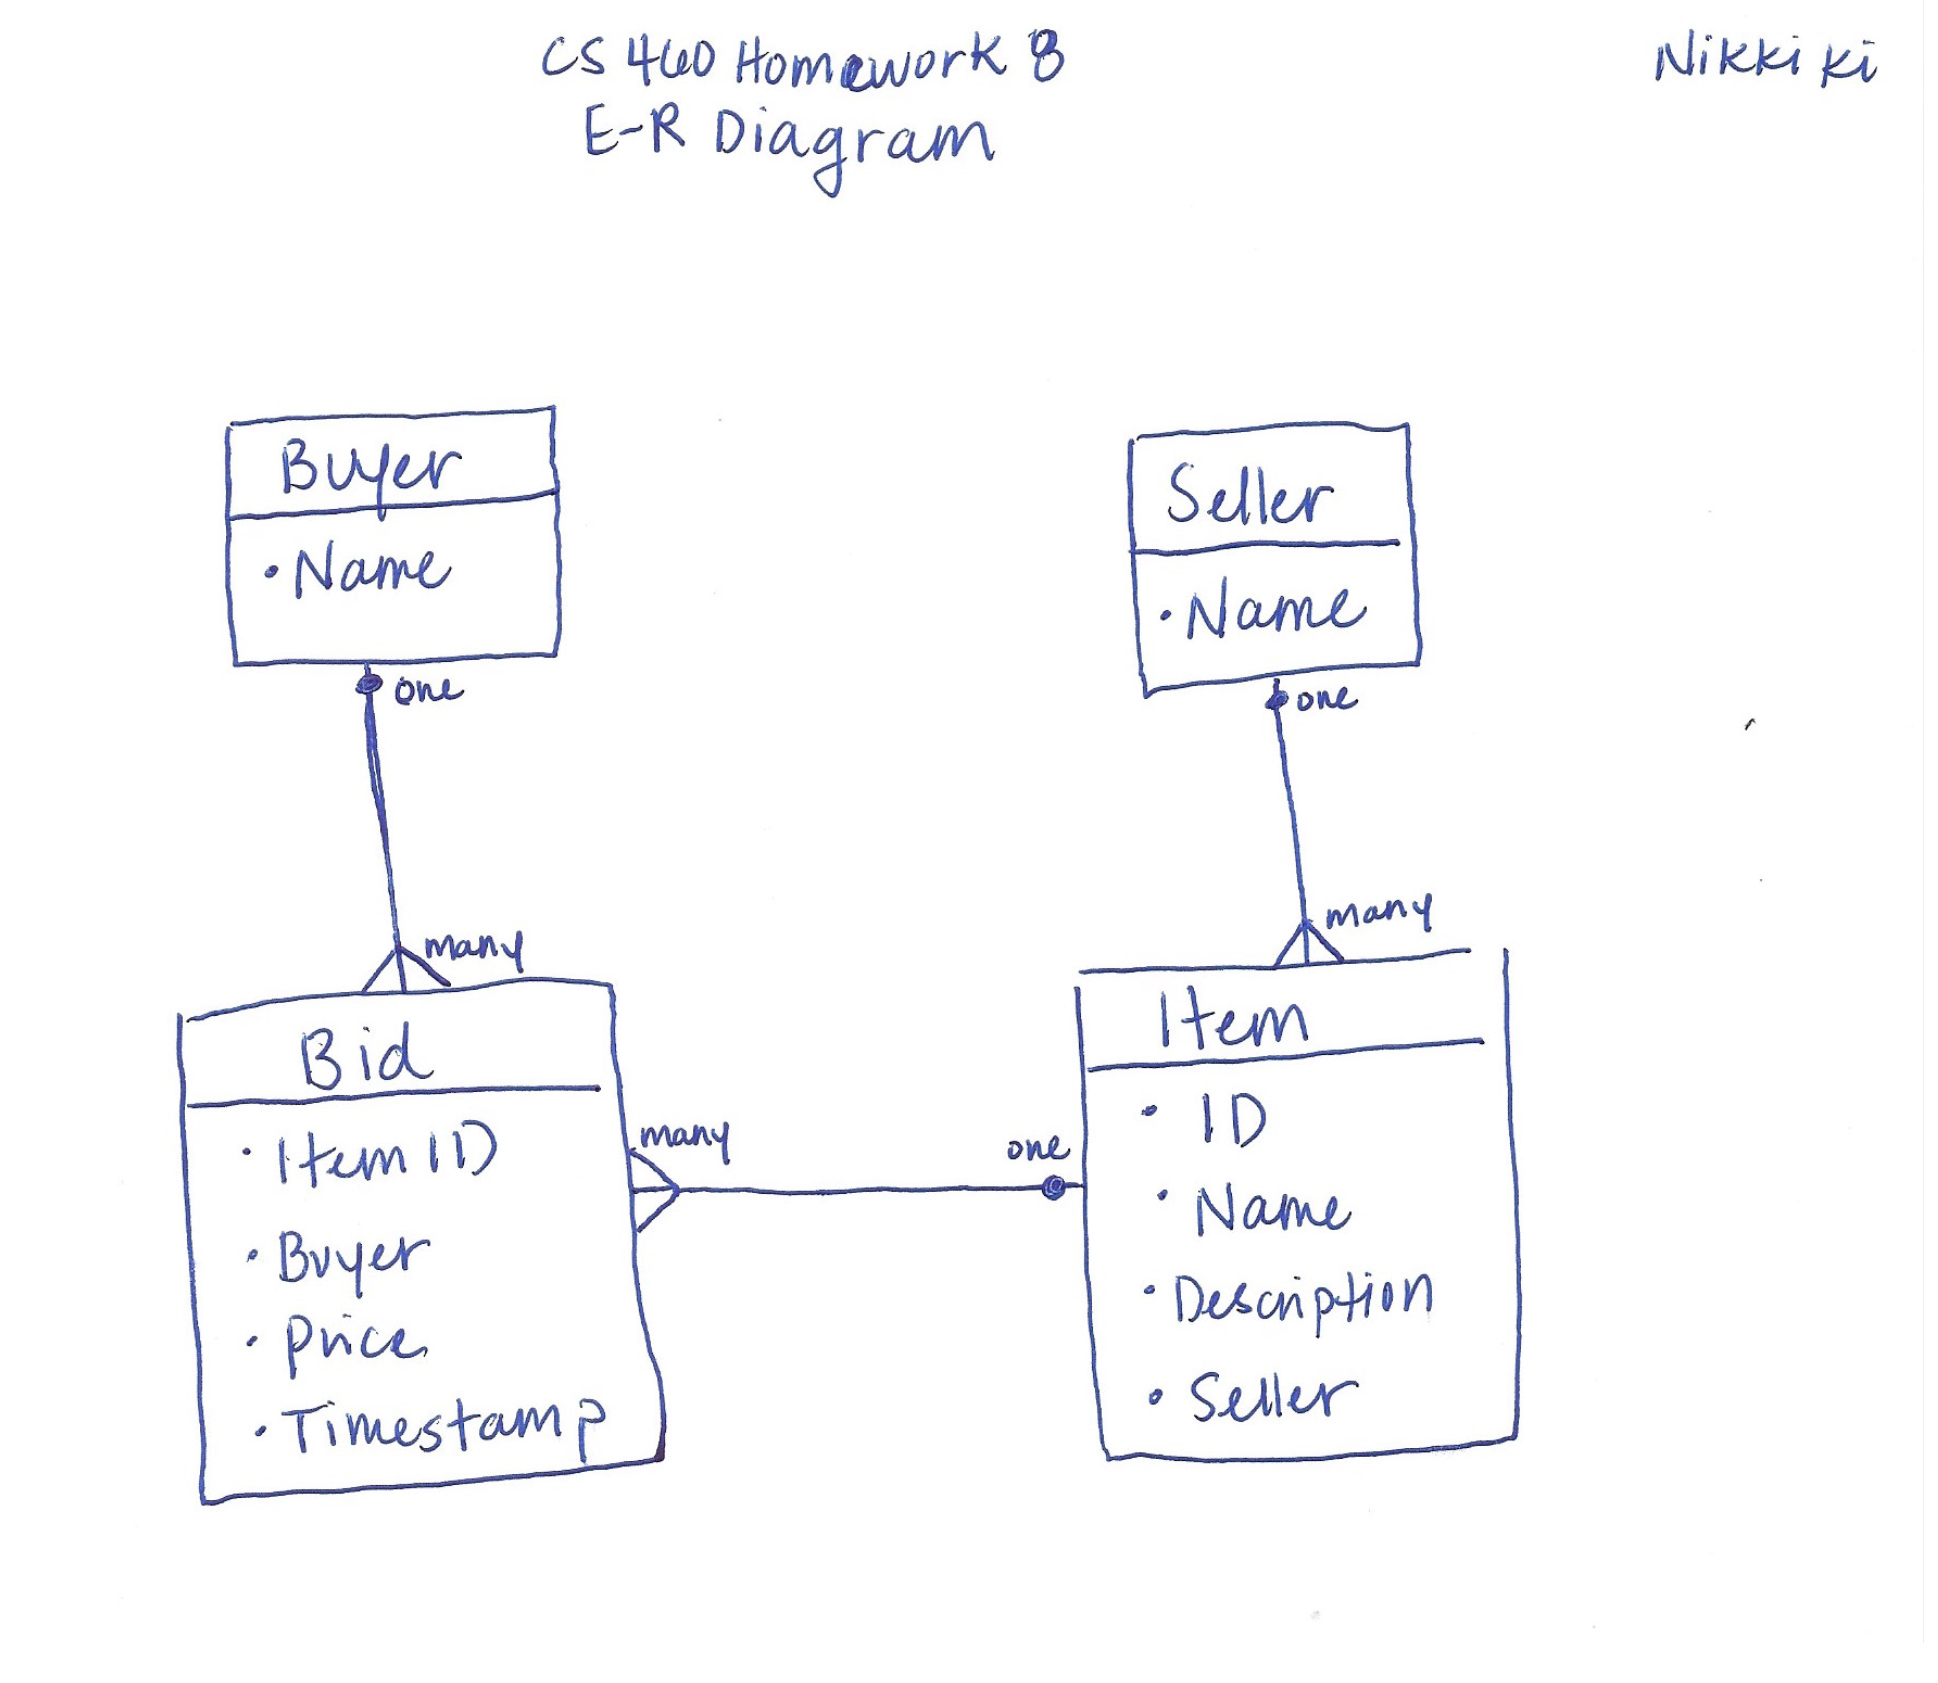 CS 460 Homework 8
Nikki Ki
E-R Diagram
Buyer
• Name
one
many
Seller
• Name
one
many
Bid
• Item ID
• Buyer
• Price
• Timestamp
many
one
Item
• ID
• Name
• Description
• Seller